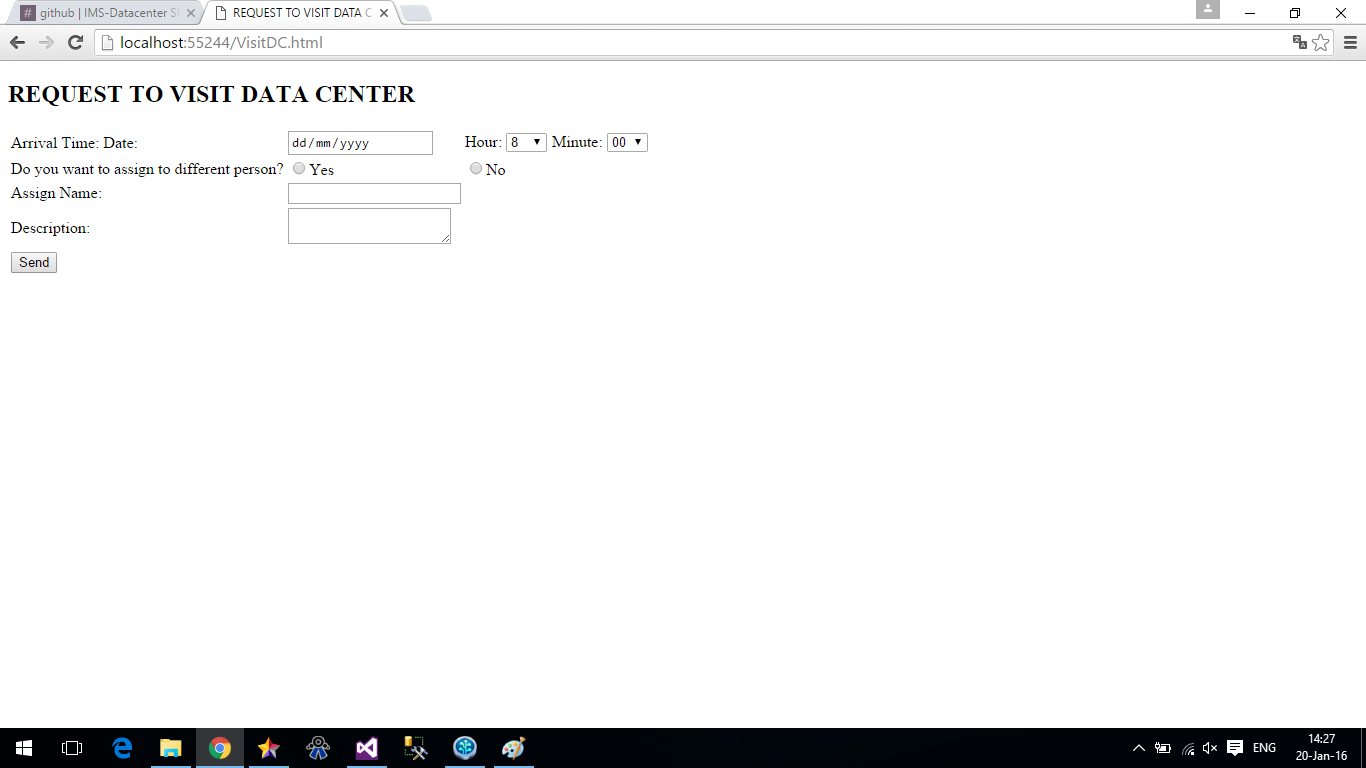 # github | IMS-Datacenter S
REQUEST TO VISIT DATA C
localhost:55244/VisitDC.html
REQUEST TO VISIT DATA CENTER
Arrival Time: Date: dd/mm/yyyy Hour: 8 Minute: 00
Do you want to assign to different person? Yes No
Assign Name:
Description:
Send
ENG
14:27
20-Jan-16